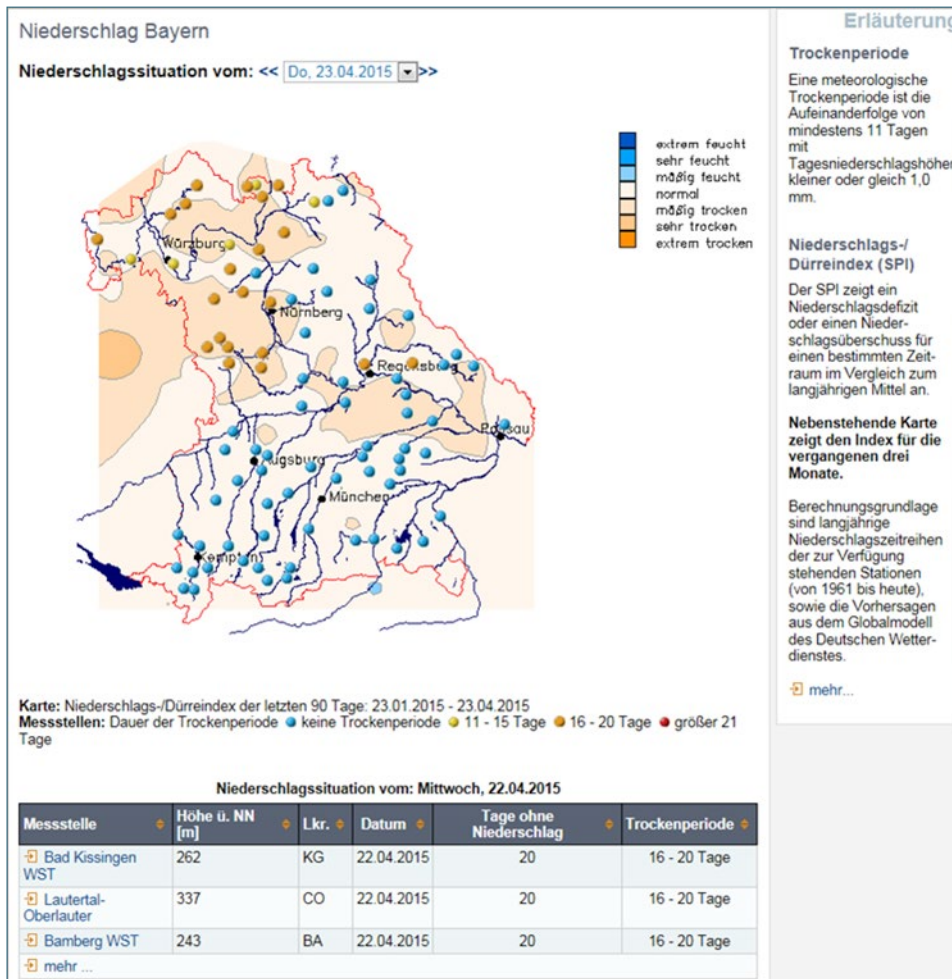 Niederschlag Bayern
Niederschlagssituation vom: << Do, 23.04.2015 >>
extrem feucht
sehr feucht
mäßig feucht
normal
mäßig trocken
sehr trocken
extrem trocken
Würzburg
Nürnberg
Regensburg
Passau
Augsburg
München
Kempten
Karte: Niederschlags-/Dürreindex der letzten 90 Tage: 23.01.2015 - 23.04.2015
Messstellen: Dauer der Trockenperiode keine Trockenperiode 11 - 15 Tage 16 - 20 Tage größer 21
Tage
Niederschlagssituation vom: Mittwoch, 22.04.2015
Messstelle Höhe ü. NN [m] Lkr. Datum Tage ohne Niederschlag Trockenperiode
Bad Kissingen WST 262 KG 22.04.2015 20 16 - 20 Tage
Lautertal-Oberlauter 337 CO 22.04.2015 20 16 - 20 Tage
Bamberg WST 243 BA 22.04.2015 20 16 - 20 Tage
mehr ...
Erläuterung
Trockenperiode
Eine meteorologische
Trockenperiode ist die
Aufeinanderfolge von
mindestens 11 Tagen
mit
Tagesniederschlagshöhen
kleiner oder gleich 1,0
mm.
Niederschlags-/
Dürreindex (SPI)
Der SPI zeigt ein
Niederschlagsdefizit
oder einen Nieder-
schlagsüberschuss für
einen bestimmten Zeit-
raum im Vergleich zum
langjährigen Mittel an.
Nebenstehende Karte
zeigt den Index für die
vergangenen drei
Monate.
Berechnungsgrundlage
sind langjährige
Niederschlagszeitreihen
der zur Verfügung
stehenden Stationen
(von 1961 bis heute),
sowie die Vorhersagen
aus dem Globalmodell
des Deutschen Wetter-
dienstes.
mehr...